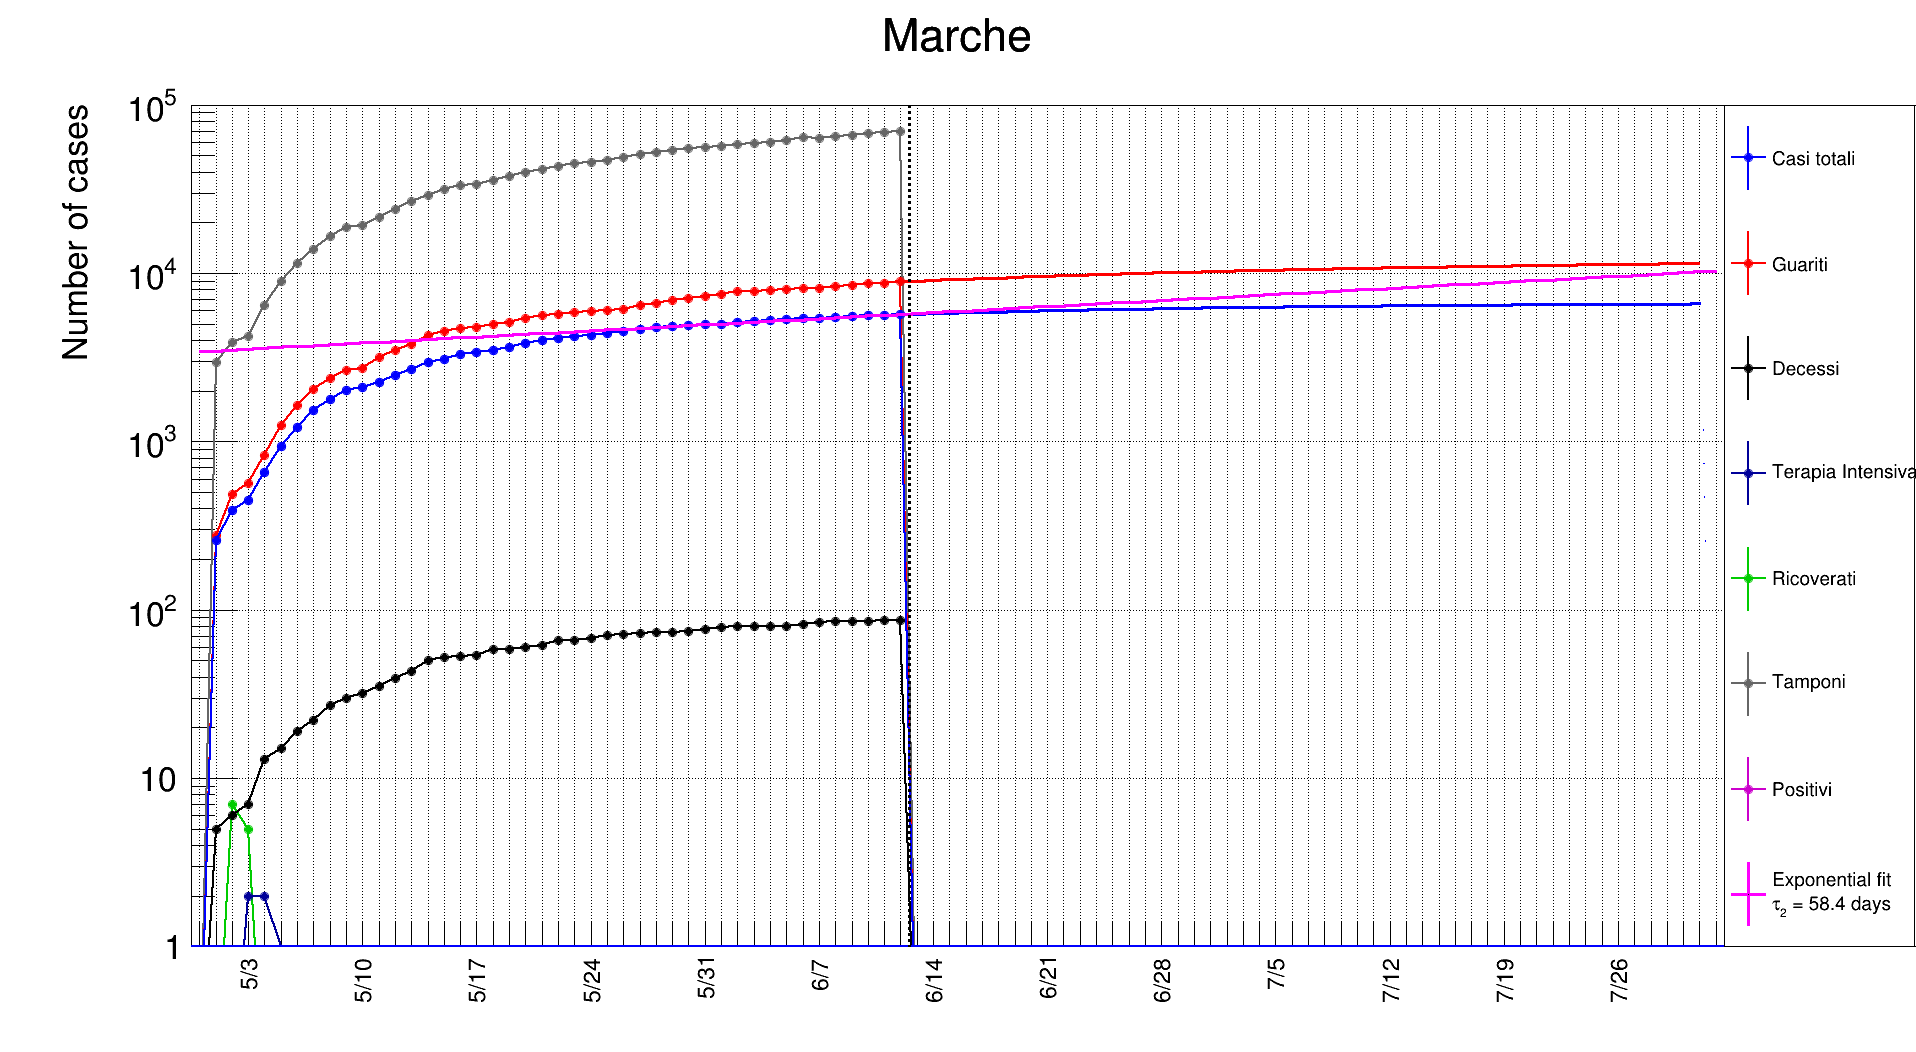 Marche
Number of cases
10^5
10^4
10^3
10^2
10
1
5/3
5/10
5/17
5/24
5/31
6/7
6/14
6/21
6/28
7/5
7/12
7/19
7/26
Casi totali
Guariti
Decessi
Terapia Intensiva
Ricoverati
Tamponi
Positivi
Exponential fit
τ₂ = 58.4 days